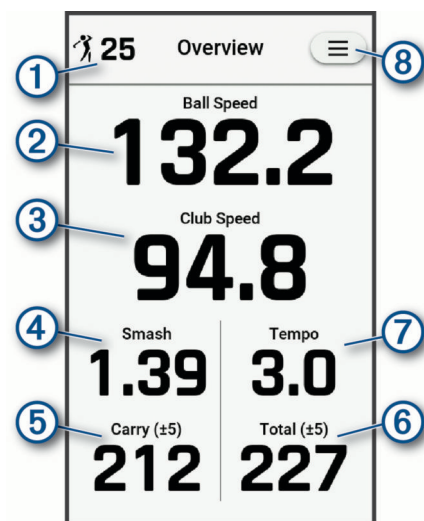 25 Overview
Ball Speed
132.2
Club Speed
94.8
Smash Tempo
1.39 3.0
Carry (±5) Total (±5)
212 227
1
2
3
4
5
6
7
8